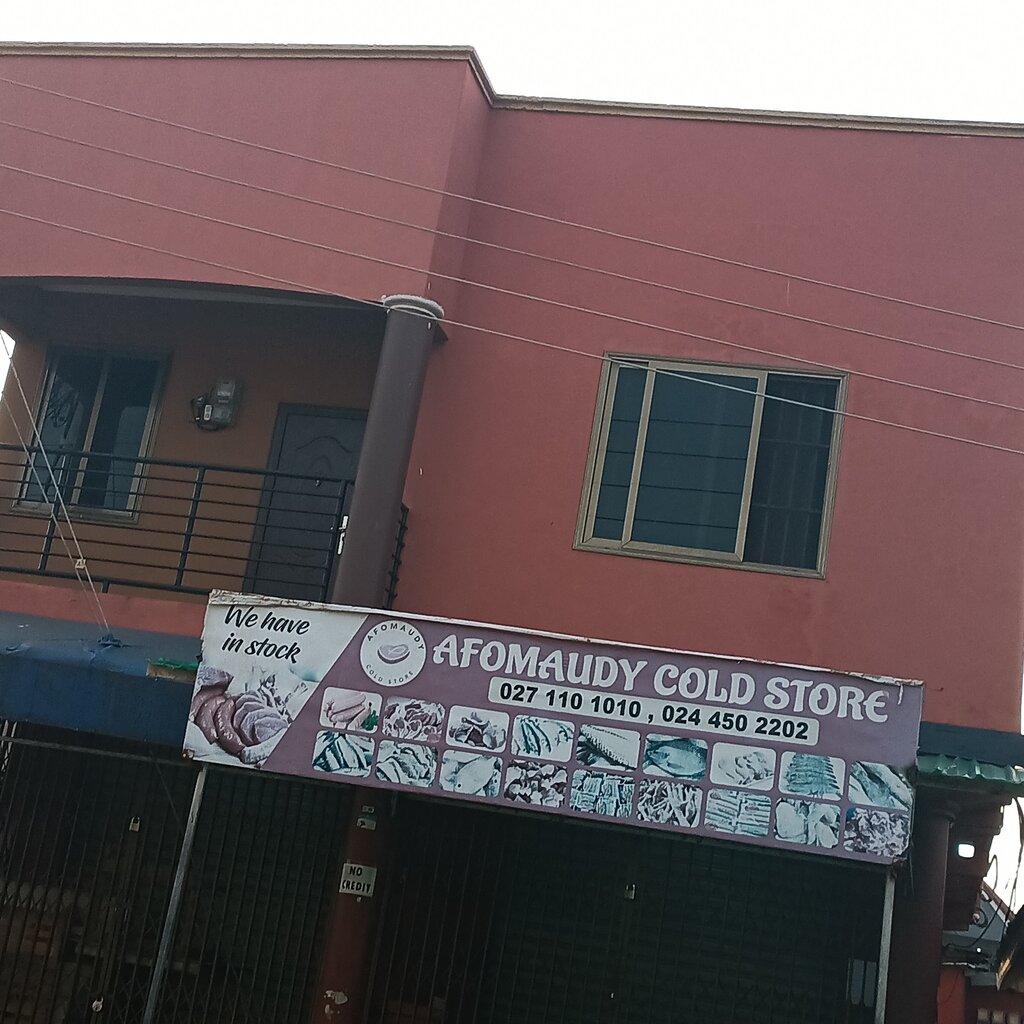 We have
in stock
AFOMAUDY
COLD STORE
AFOMAUDY COLD STORE
027 110 1010 , 024 450 2202
NO
CREDIT